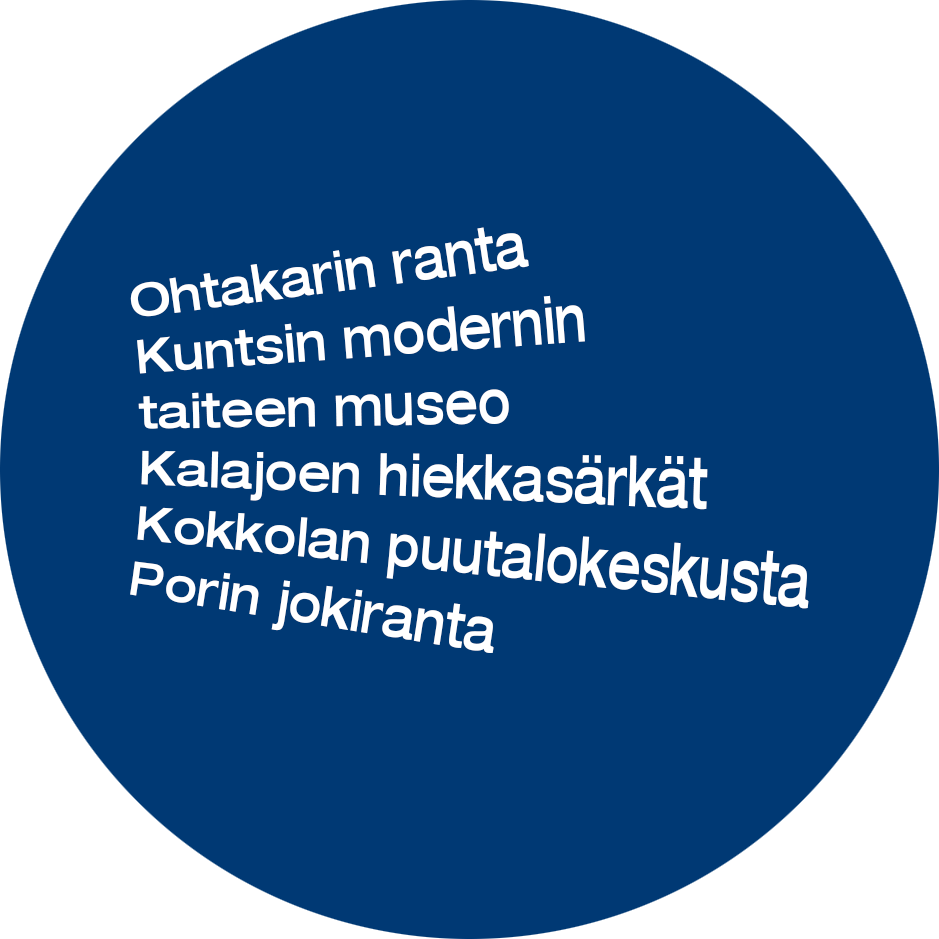 Ohtakarin ranta
Kuntsin modernin
taiteen museo
Kalajoen hiekkasärkät
Kokkolan puutalokeskusta
Porin jokiranta